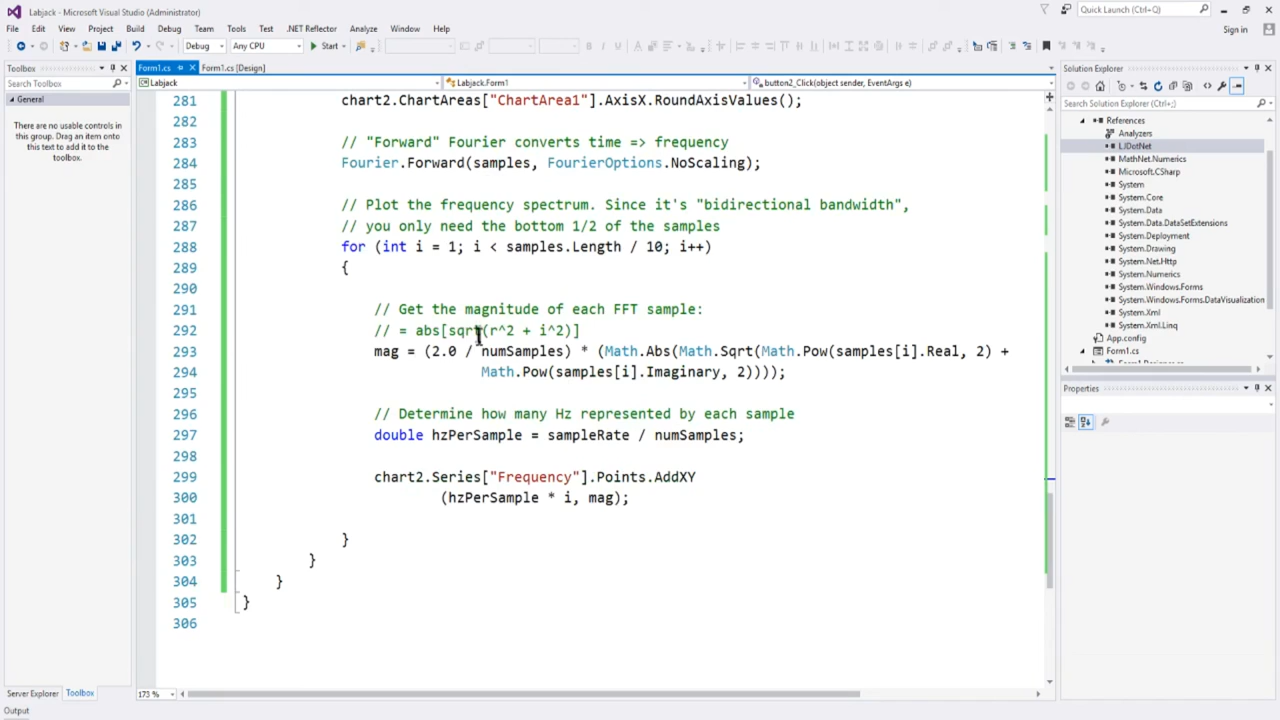 Labjack - Microsoft Visual Studio (Administrator)
Quick Launch (Ctrl+Q)
File Edit View Project Build Debug Team Tools Test .NET Reflector Analyze Window Help
Sign in
Debug Any CPU Start
Toolbox
Search Toolbox
General
There are no usable controls in
this group. Drag an item onto
this text to add it to the
toolbox.
Form1.cs Form1.cs [Design]
Labjack Labjack.Form1 button2_Click(object sender, EventArgs e)
281 chart2.ChartAreas["ChartArea1"].AxisX.RoundAxisValues();
282
283 // "Forward" Fourier converts time => frequency
284 Fourier.Forward(samples, FourierOptions.NoScaling);
285
286 // Plot the frequency spectrum. Since it's "bidirectional bandwidth",
287 // you only need the bottom 1/2 of the samples
288 for (int i = 1; i < samples.Length / 10; i++)
289 {
290
291 // Get the magnitude of each FFT sample:
292 // = abs[sqrt(r^2 + i^2)]
293 mag = (2.0 / numSamples) * (Math.Abs(Math.Sqrt(Math.Pow(samples[i].Real, 2) +
294 Math.Pow(samples[i].Imaginary, 2))));
295
296 // Determine how many Hz represented by each sample
297 double hzPerSample = sampleRate / numSamples;
298
299 chart2.Series["Frequency"].Points.AddXY
300 (hzPerSample * i, mag);
301
302 }
303 }
304 }
305 }
306
173 %
Solution Explorer
Search Solution Explorer (Ctrl+;)
References
Analyzers
LJDotNet
MathNet.Numerics
Microsoft.CSharp
System
System.Core
System.Data
System.Data.DataSetExtensions
System.Deployment
System.Drawing
System.Net.Http
System.Numerics
System.Windows.Forms
System.Windows.Forms.DataVisualization
System.Xml
System.Xml.Linq
App.config
Form1.cs
Properties
Server Explorer Toolbox
Output